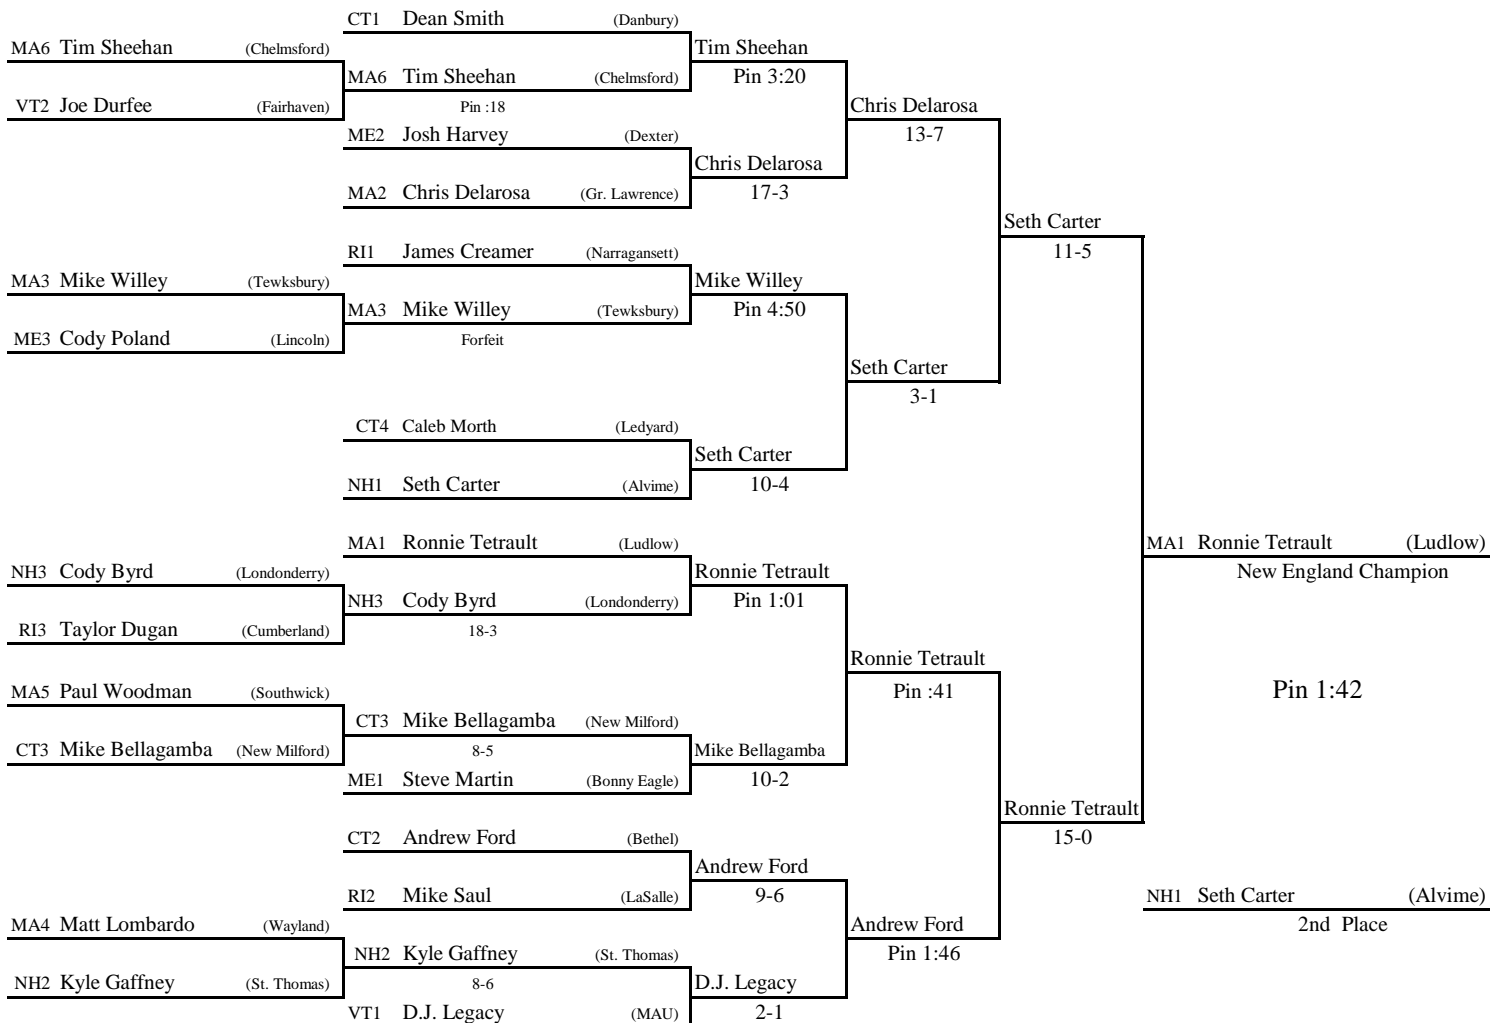 CT1 Dean Smith (Danbury)
MA6 Tim Sheehan (Chelmsford)
Tim Sheehan
MA6 Tim Sheehan (Chelmsford)
Pin 3:20
VT2 Joe Durfee (Fairhaven)
Pin :18
Chris Delarosa
ME2 Josh Harvey (Dexter)
13-7
Chris Delarosa
MA2 Chris Delarosa (Gr. Lawrence)
17-3
Seth Carter
RI1 James Creamer (Narragansett)
11-5
MA3 Mike Willey (Tewksbury)
Mike Willey
MA3 Mike Willey (Tewksbury)
Pin 4:50
ME3 Cody Poland (Lincoln)
Forfeit
Seth Carter
3-1
CT4 Caleb Morth (Ledyard)
Seth Carter
NH1 Seth Carter (Alvime)
10-4
MA1 Ronnie Tetrault (Ludlow)
MA1 Ronnie Tetrault (Ludlow)
NH3 Cody Byrd (Londonderry)
Ronnie Tetrault
New England Champion
NH3 Cody Byrd (Londonderry)
Pin 1:01
RI3 Taylor Dugan (Cumberland)
18-3
Ronnie Tetrault
MA5 Paul Woodman (Southwick)
Pin :41
Pin 1:42
CT3 Mike Bellagamba (New Milford)
CT3 Mike Bellagamba (New Milford)
8-5
Mike Bellagamba
ME1 Steve Martin (Bonny Eagle)
10-2
Ronnie Tetrault
CT2 Andrew Ford (Bethel)
15-0
Andrew Ford
RI2 Mike Saul (LaSalle)
9-6
NH1 Seth Carter (Alvime)
MA4 Matt Lombardo (Wayland)
Andrew Ford
2nd Place
NH2 Kyle Gaffney (St. Thomas)
Pin 1:46
NH2 Kyle Gaffney (St. Thomas)
8-6
D.J. Legacy
VT1 D.J. Legacy (MAU)
2-1